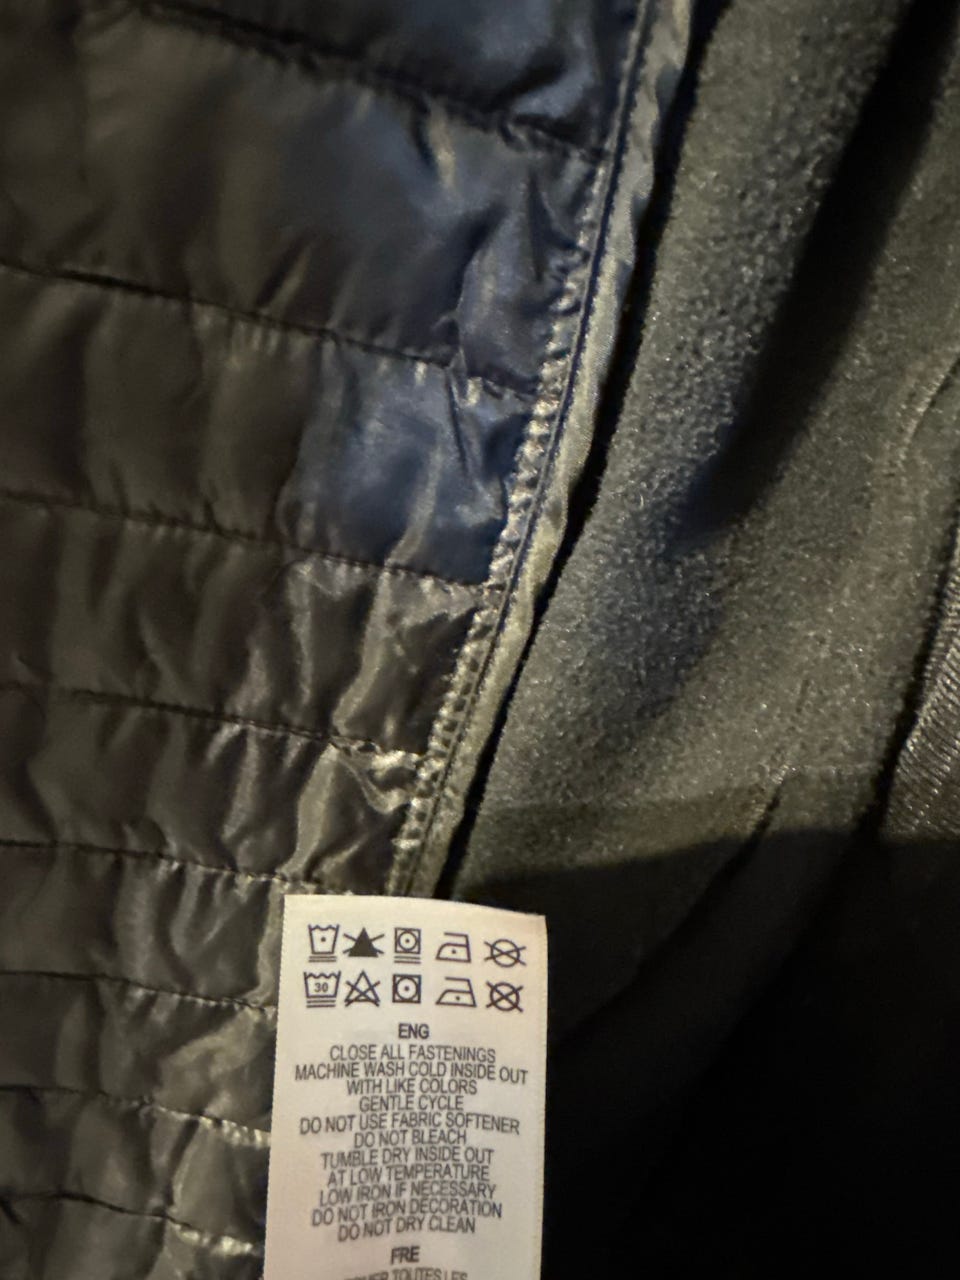 30
ENG
CLOSE ALL FASTENINGS
MACHINE WASH COLD INSIDE OUT
WITH LIKE COLORS
GENTLE CYCLE
DO NOT USE FABRIC SOFTENER
DO NOT BLEACH
TUMBLE DRY INSIDE OUT
AT LOW TEMPERATURE
LOW IRON IF NECESSARY
DO NOT IRON DECORATION
DO NOT DRY CLEAN
FRE
TOUTES LES